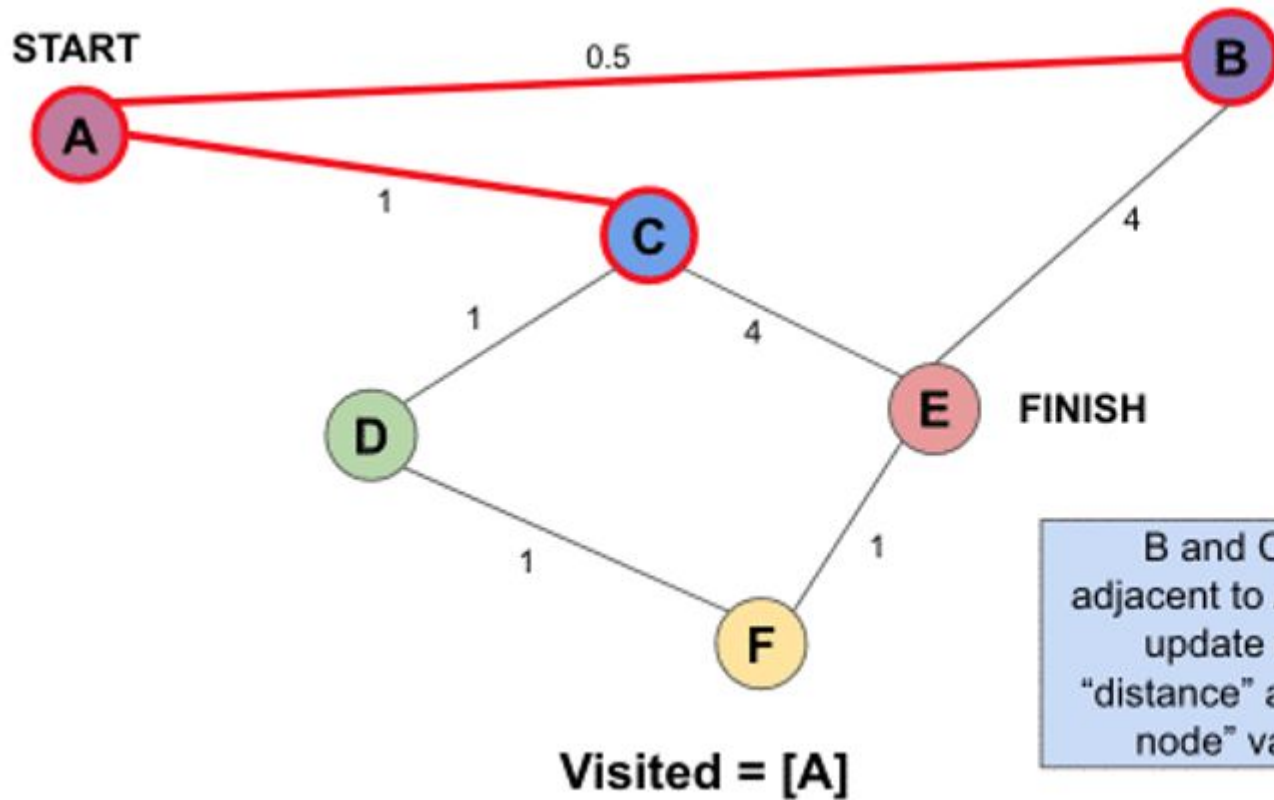 START
0.5
B
A
1
C
4
1
4
D
E
FINISH
1
1
B and
adjacent to
update
“distance”
node”
F
Visited = [A]